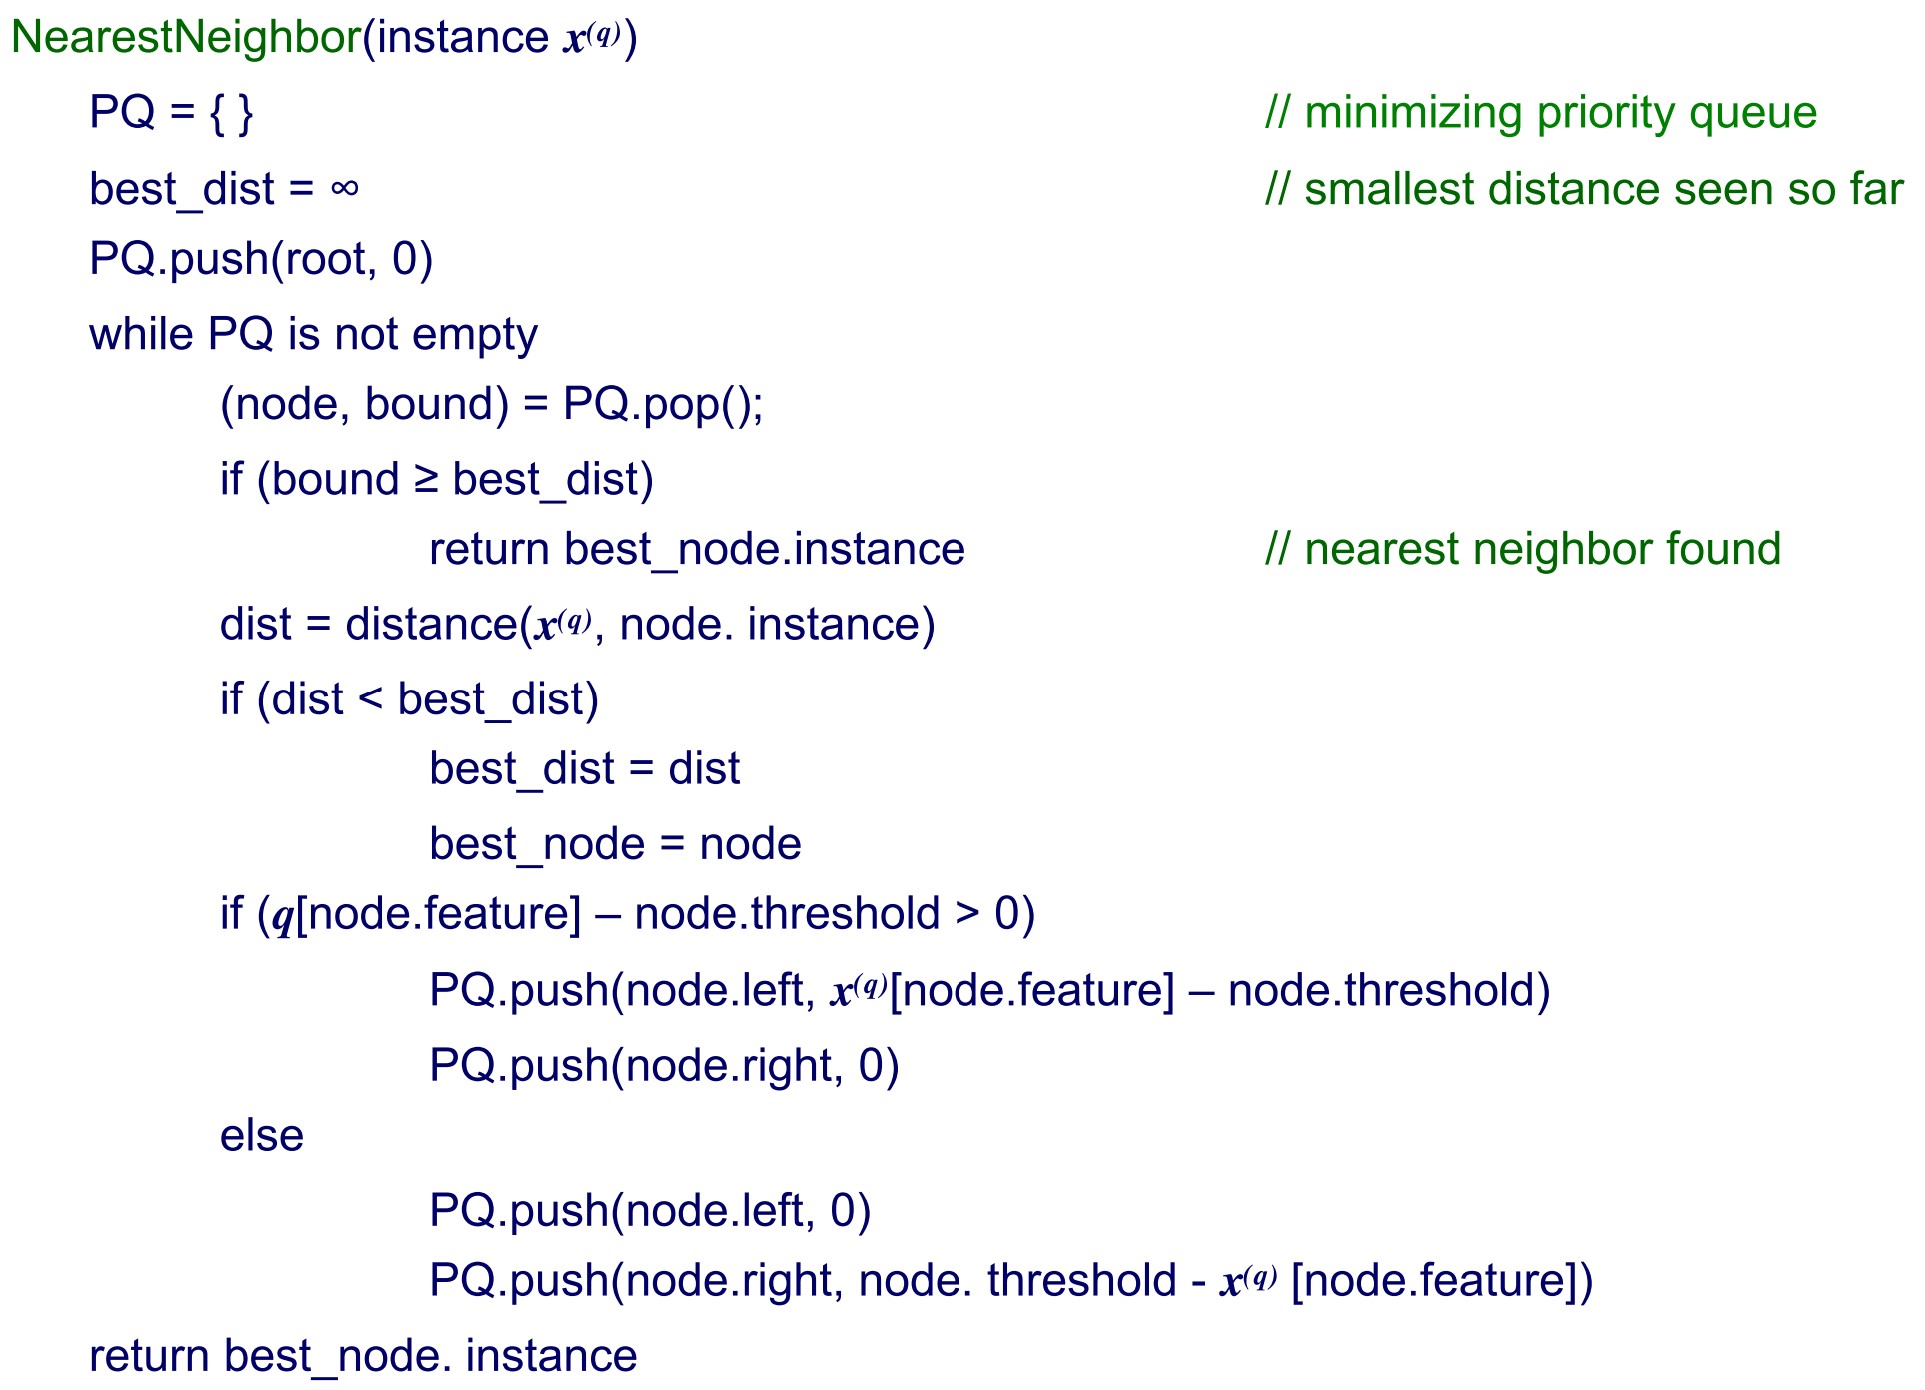 NearestNeighbor(instance x(q))
PQ = { } // minimizing priority queue
best_dist = ∞ // smallest distance seen so far
PQ.push(root, 0)
while PQ is not empty
(node, bound) = PQ.pop();
if (bound ≥ best_dist)
return best_node.instance // nearest neighbor found
dist = distance(x(q), node. instance)
if (dist < best_dist)
best_dist = dist
best_node = node
if (q[node.feature] – node.threshold > 0)
PQ.push(node.left, x(q)[node.feature] – node.threshold)
PQ.push(node.right, 0)
else
PQ.push(node.left, 0)
PQ.push(node.right, node. threshold - x(q) [node.feature])
return best_node. instance